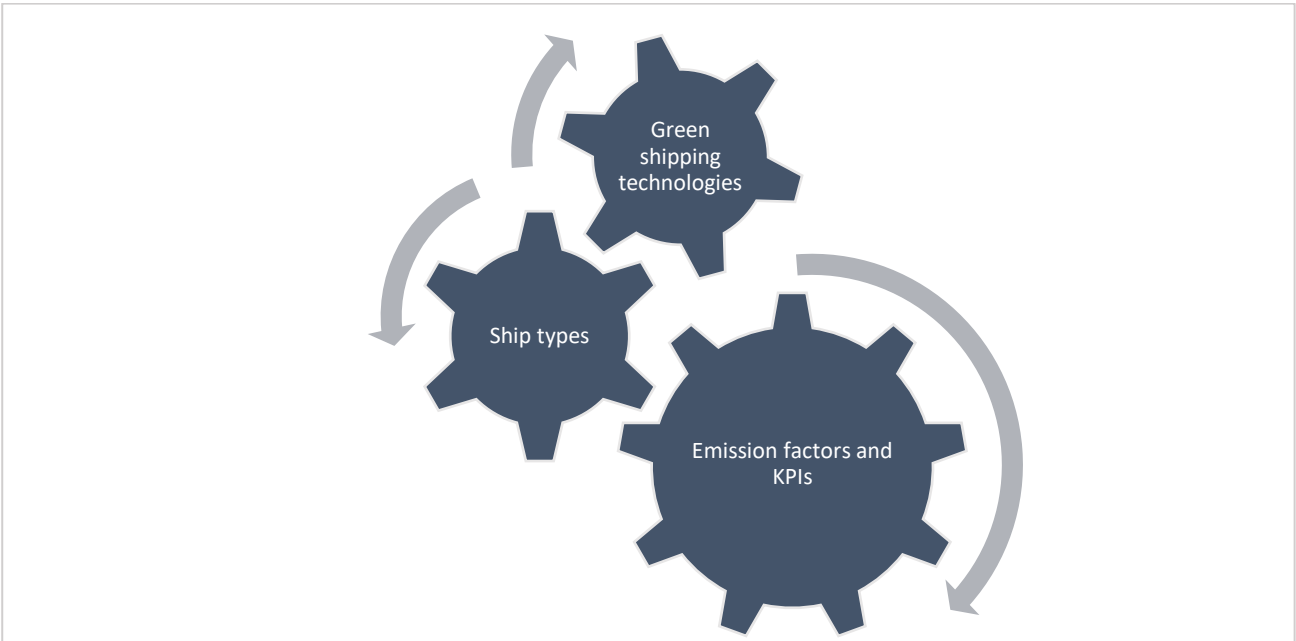 Green
shipping
technologies
Ship types
Emission factors and
KPIs